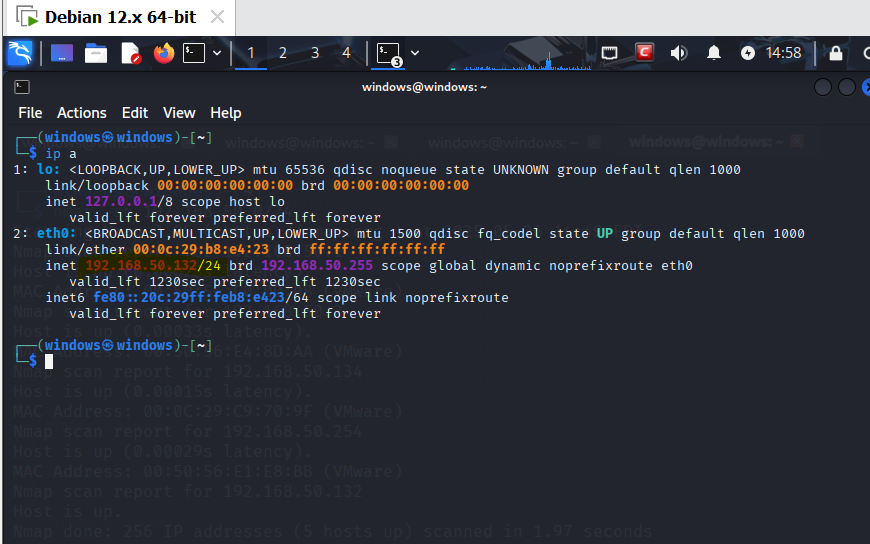 Debian 12.x 64-bit
1 2 3 4 3 14:58
windows@windows: ~
File Actions Edit View Help
windows@windows: ~ windows@windows: ~ windows@windows: ~
┌──(windows㉿windows)-[~]
└─$ ip a
1: lo: <LOOPBACK,UP,LOWER_UP> mtu 65536 qdisc noqueue state UNKNOWN group default qlen 1000
link/loopback 00:00:00:00:00:00 brd 00:00:00:00:00:00
inet 127.0.0.1/8 scope host lo
valid_lft forever preferred_lft forever
2: eth0: <BROADCAST,MULTICAST,UP,LOWER_UP> mtu 1500 qdisc fq_codel state UP group default qlen 1000
link/ether 00:0c:29:b8:e4:23 brd ff:ff:ff:ff:ff:ff
inet 192.168.50.132/24 brd 192.168.50.255 scope global dynamic noprefixroute eth0
valid_lft 1230sec preferred_lft 1230sec
inet6 fe80::20c:29ff:feb8:e423/64 scope link noprefixroute
valid_lft forever preferred_lft forever
Host is up (0.00033s latency).
┌──(windows㉿windows)-[~]
└─$
E4:8D:AA (VMware)
Nmap scan report for 192.168.50.134
Host is up (0.00015s latency).
MAC Address: 00:0C:29:C9:70:9F (VMware)
Nmap scan report for 192.168.50.254
Host is up (0.00029s latency).
MAC Address: 00:50:56:E1:E8:BB (VMware)
Nmap scan report for 192.168.50.132
Host is up.
Nmap done: 256 IP addresses (5 hosts up) scanned in 1.97 seconds